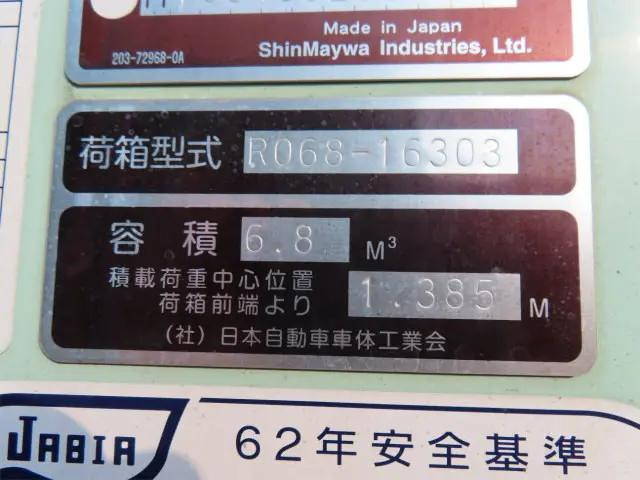 Made in Japan
203-72968-0A
ShinMaywa Industries, Ltd.
荷箱型式 R068-16303
容積 6.8 M³
積載荷重中心位置
荷箱前端より 1.385 M
(社)日本自動車車体工業会
JABIA 62年安全基準